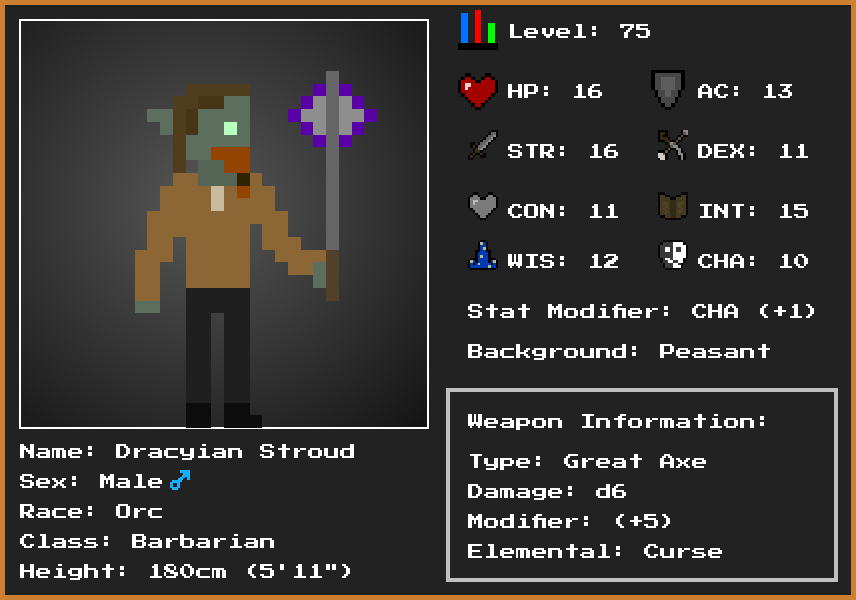 Level: 75
HP: 16
AC: 13
STR: 16
DEX: 11
CON: 11
INT: 15
WIS: 12
CHA: 10
Stat Modifier: CHA (+1)
Background: Peasant
Weapon Information:
Type: Great Axe
Damage: d6
Modifier: (+5)
Elemental: Curse
Name: Dracyian Stroud
Sex: Male ♂
Race: Orc
Class: Barbarian
Height: 180cm (5'11")